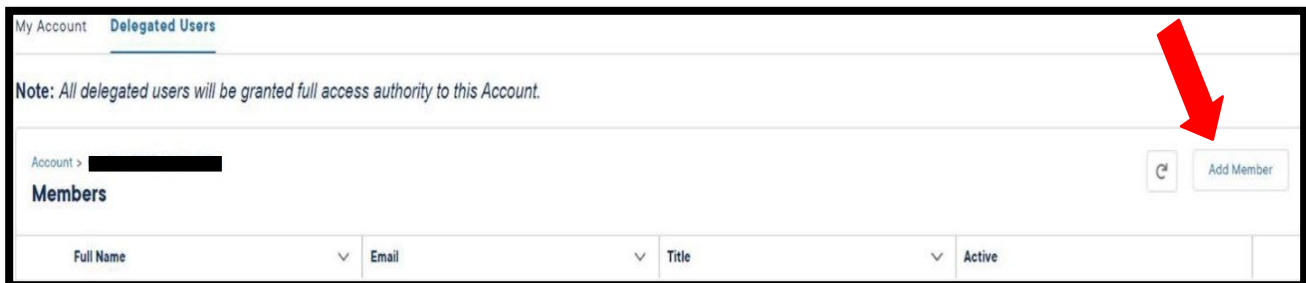 My Account Delegated Users
Note: All delegated users will be granted full access authority to this Account.
Account >
Members
Add Member
Full Name Email Title Active